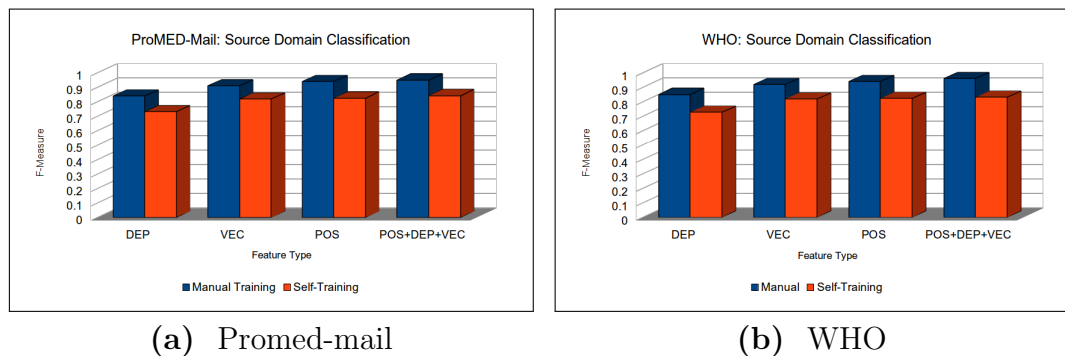 ProMED-Mail: Source Domain Classification
1
0.9
0.8
0.7
0.6
0.5
0.4
0.3
0.2
0.1
0
F-Measure
DEP VEC POS POS+DEP+VEC
Feature Type
Manual Training Self-Training
(a) Promed-mail
WHO: Source Domain Classification
1
0.9
0.8
0.7
0.6
0.5
0.4
0.3
0.2
0.1
0
F-Measure
DEP VEC POS POS+DEP+VEC
Feature Type
Manual Self-Training
(b) WHO